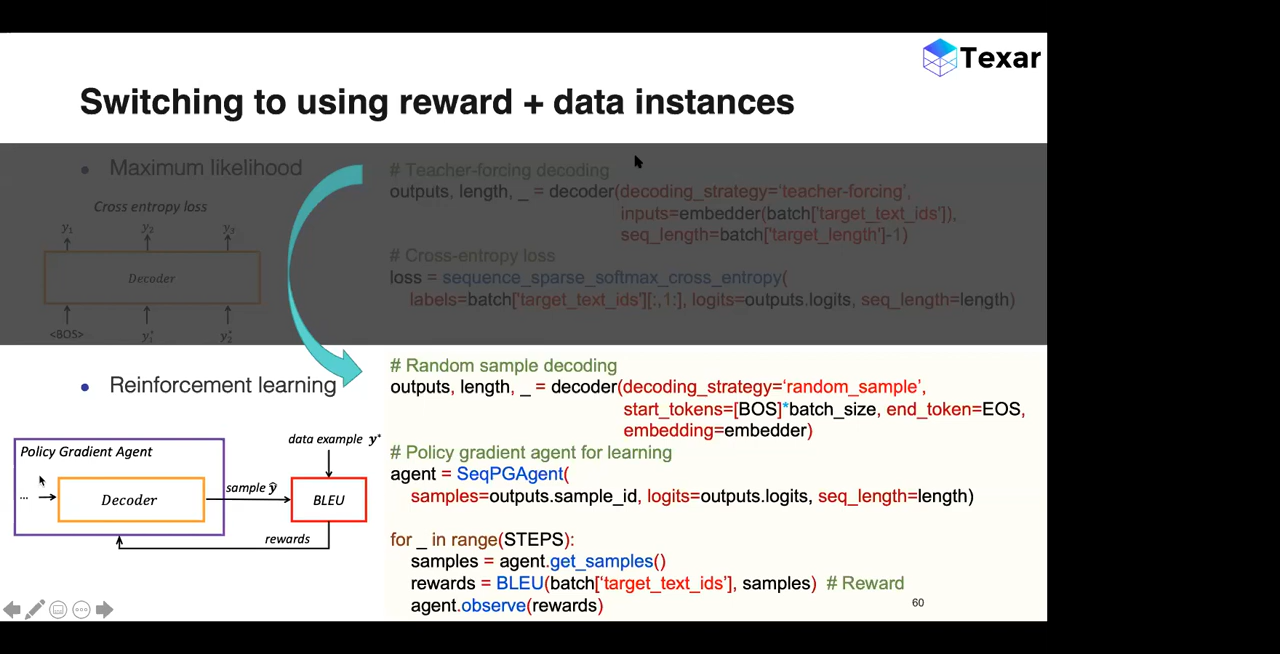 Texar
Switching to using reward + data instances
• Maximum likelihood
Cross entropy loss
y1 y2 y3
Decoder
<BOS> y1* y2*
# Teacher-forcing decoding
outputs, length, _ = decoder(decoding_strategy='teacher-forcing',
inputs=embedder(batch['target_text_ids']),
seq_length=batch['target_length']-1)
# Cross-entropy loss
loss = sequence_sparse_softmax_cross_entropy(
labels=batch['target_text_ids'][:,1:], logits=outputs.logits, seq_length=length)
• Reinforcement learning
Policy Gradient Agent
... Decoder
sample ŷ
data example y*
BLEU
rewards
# Random sample decoding
outputs, length, _ = decoder(decoding_strategy='random_sample',
start_tokens=[BOS]*batch_size, end_token=EOS,
embedding=embedder)
# Policy gradient agent for learning
agent = SeqPGAgent(
samples=outputs.sample_id, logits=outputs.logits, seq_length=length)
for _ in range(STEPS):
samples = agent.get_samples()
rewards = BLEU(batch['target_text_ids'], samples) # Reward
agent.observe(rewards)
60